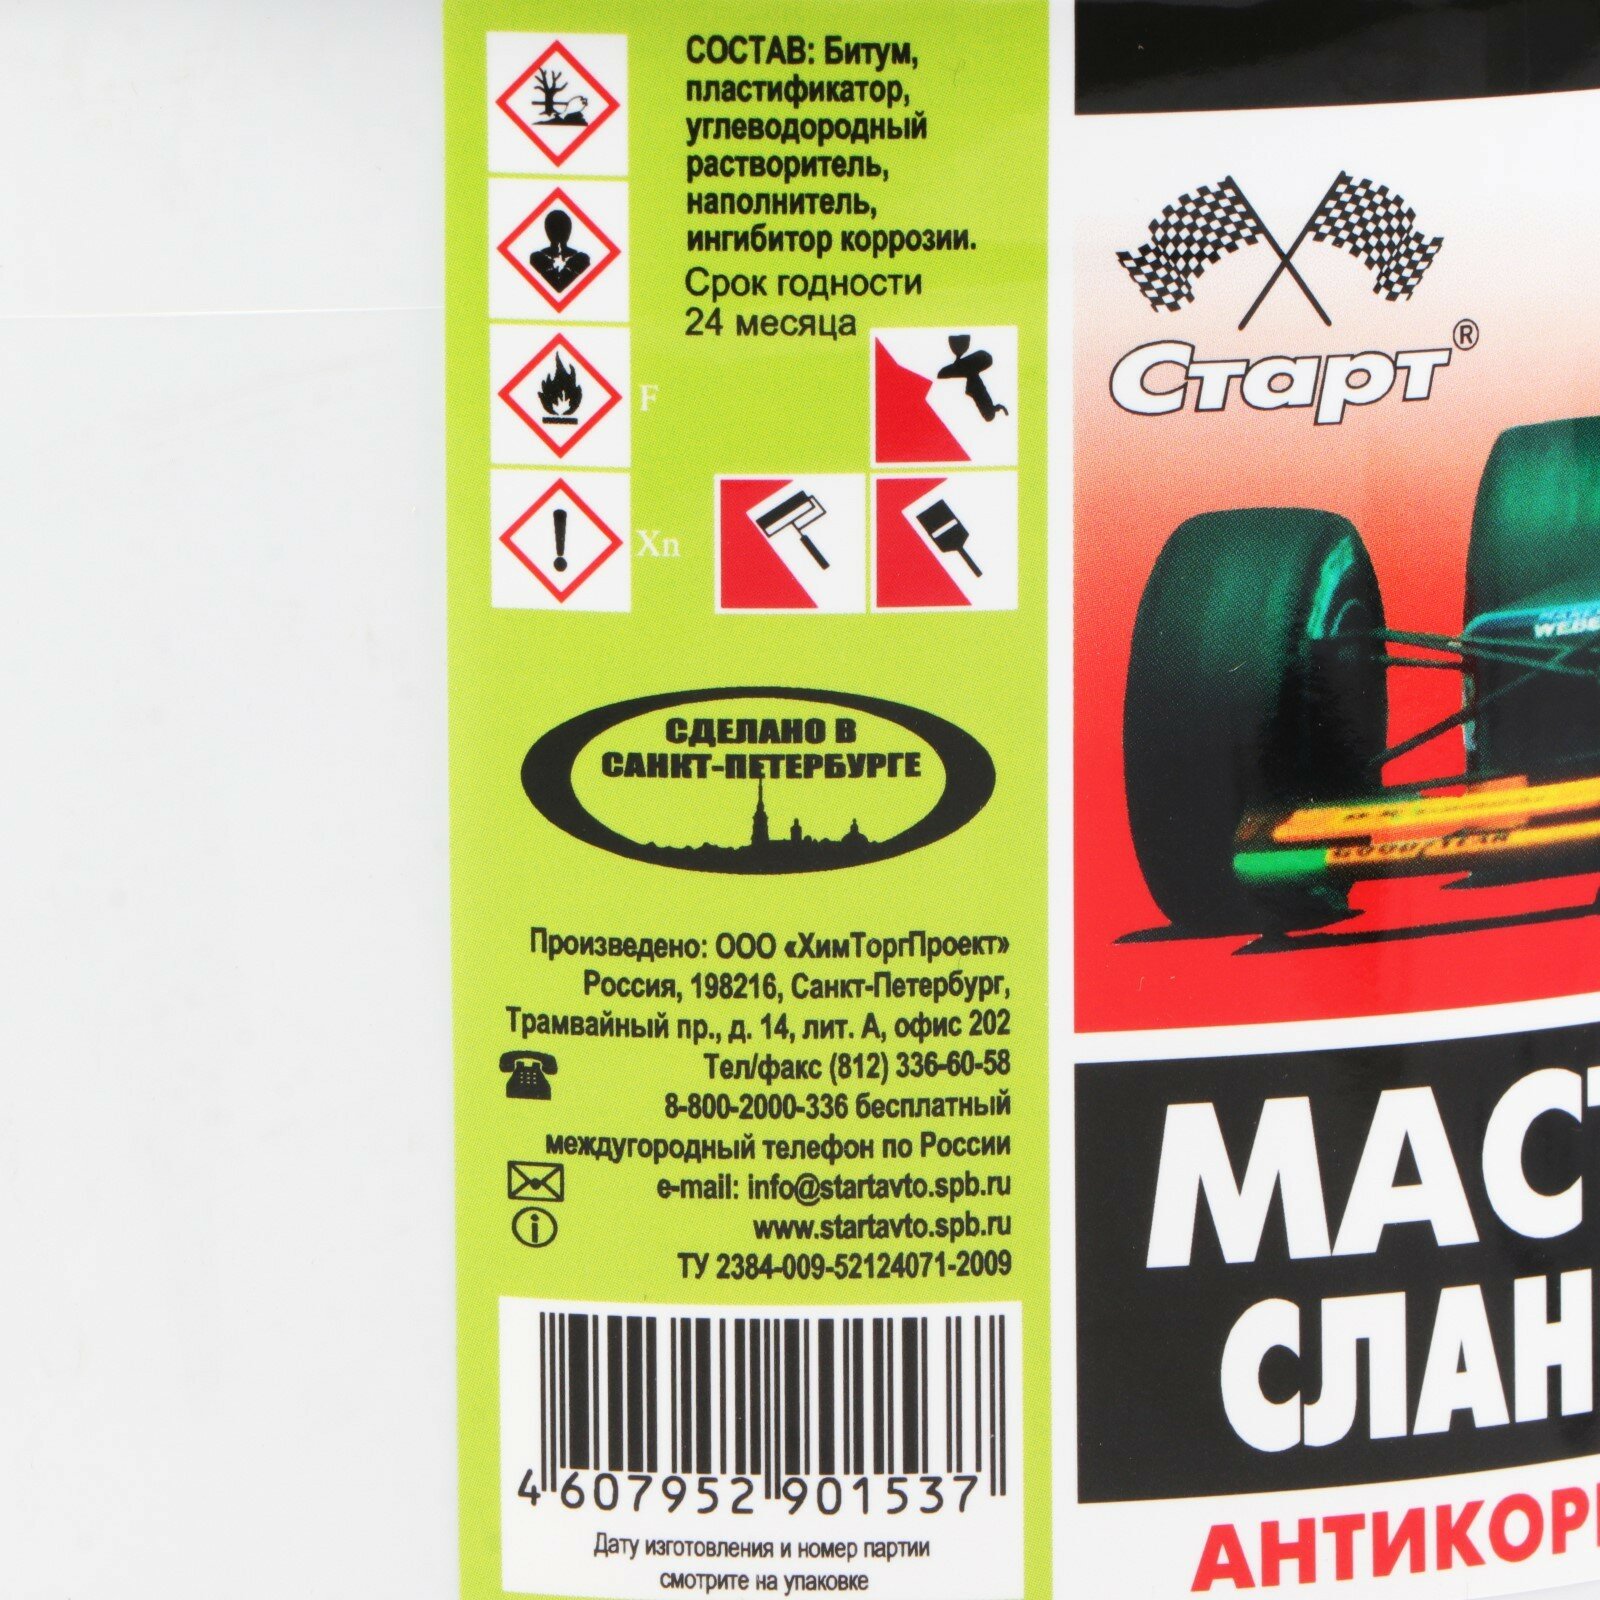 СОСТАВ: Битум,
пластификатор,
углеводородный
растворитель,
наполнитель,
ингибитор коррозии.
Срок годности
24 месяца
F
Xn
СДЕЛАНО В
САНКТ-ПЕТЕРБУРГЕ
Произведено: ООО «ХимТоргПроект»
Россия, 198216, Санкт-Петербург,
Трамвайный пр., д. 14, лит. А, офис 202
Тел/факс (812) 336-60-58
8-800-2000-336 бесплатный
междугородный телефон по России
e-mail: info@startavto.spb.ru
www.startavto.spb.ru
ТУ 2384-009-52124071-2009
4 607952 901537
Дату изготовления и номер партии
смотрите на упаковке
Старт®
GOODYEAR
МАСТ
СЛАН
АНТИКОР